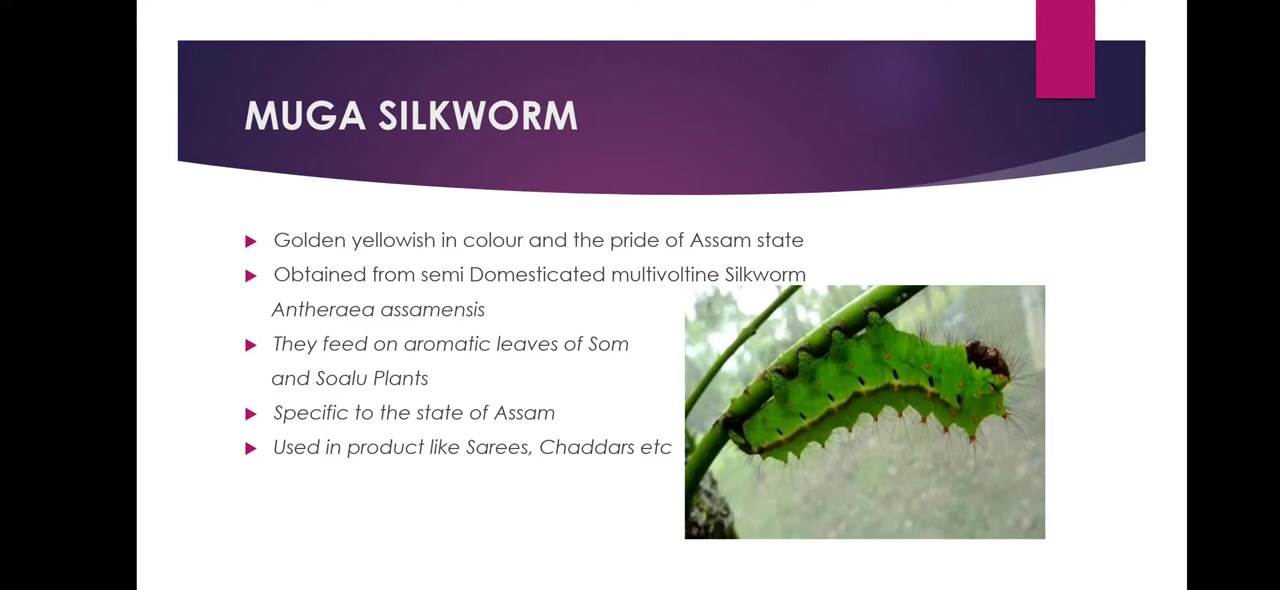 MUGA SILKWORM
Golden yellowish in colour and the pride of Assam state
Obtained from semi Domesticated multivoltine Silkworm
Antheraea assamensis
They feed on aromatic leaves of Som
and Soalu Plants
Specific to the state of Assam
Used in product like Sarees, Chaddars etc